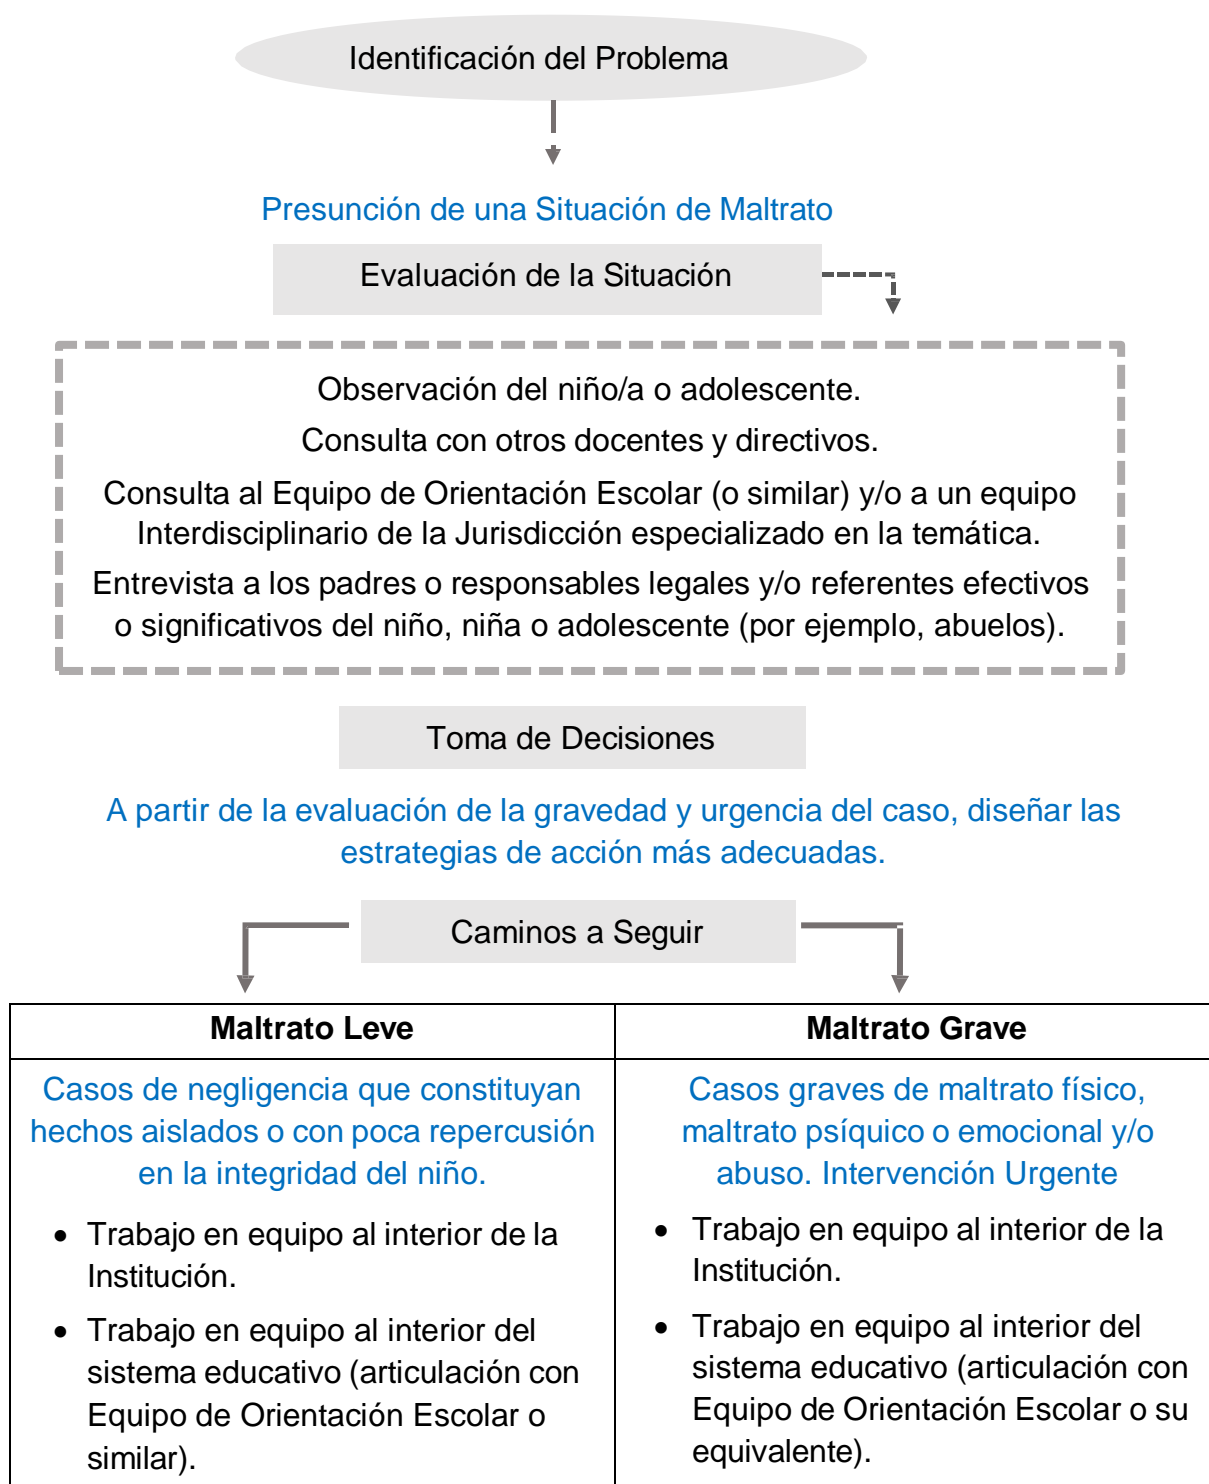 Identificación del Problema
Presunción de una Situación de Maltrato
Evaluación de la Situación
Observación del niño/a o adolescente.
Consulta con otros docentes y directivos.
Consulta al Equipo de Orientación Escolar (o similar) y/o a un equipo
Interdisciplinario de la Jurisdicción especializado en la temática.
Entrevista a los padres o responsables legales y/o referentes efectivos
o significativos del niño, niña o adolescente (por ejemplo, abuelos).
Toma de Decisiones
A partir de la evaluación de la gravedad y urgencia del caso, diseñar las
estrategias de acción más adecuadas.
Caminos a Seguir
Maltrato Leve
Casos de negligencia que constituyan
hechos aislados o con poca repercusión
en la integridad del niño.
• Trabajo en equipo al interior de la
Institución.
• Trabajo en equipo al interior del
sistema educativo (articulación con
Equipo de Orientación Escolar o
similar).
Maltrato Grave
Casos graves de maltrato físico,
maltrato psíquico o emocional y/o
abuso. Intervención Urgente
• Trabajo en equipo al interior de la
Institución.
• Trabajo en equipo al interior del
sistema educativo (articulación con
Equipo de Orientación Escolar o su
equivalente).